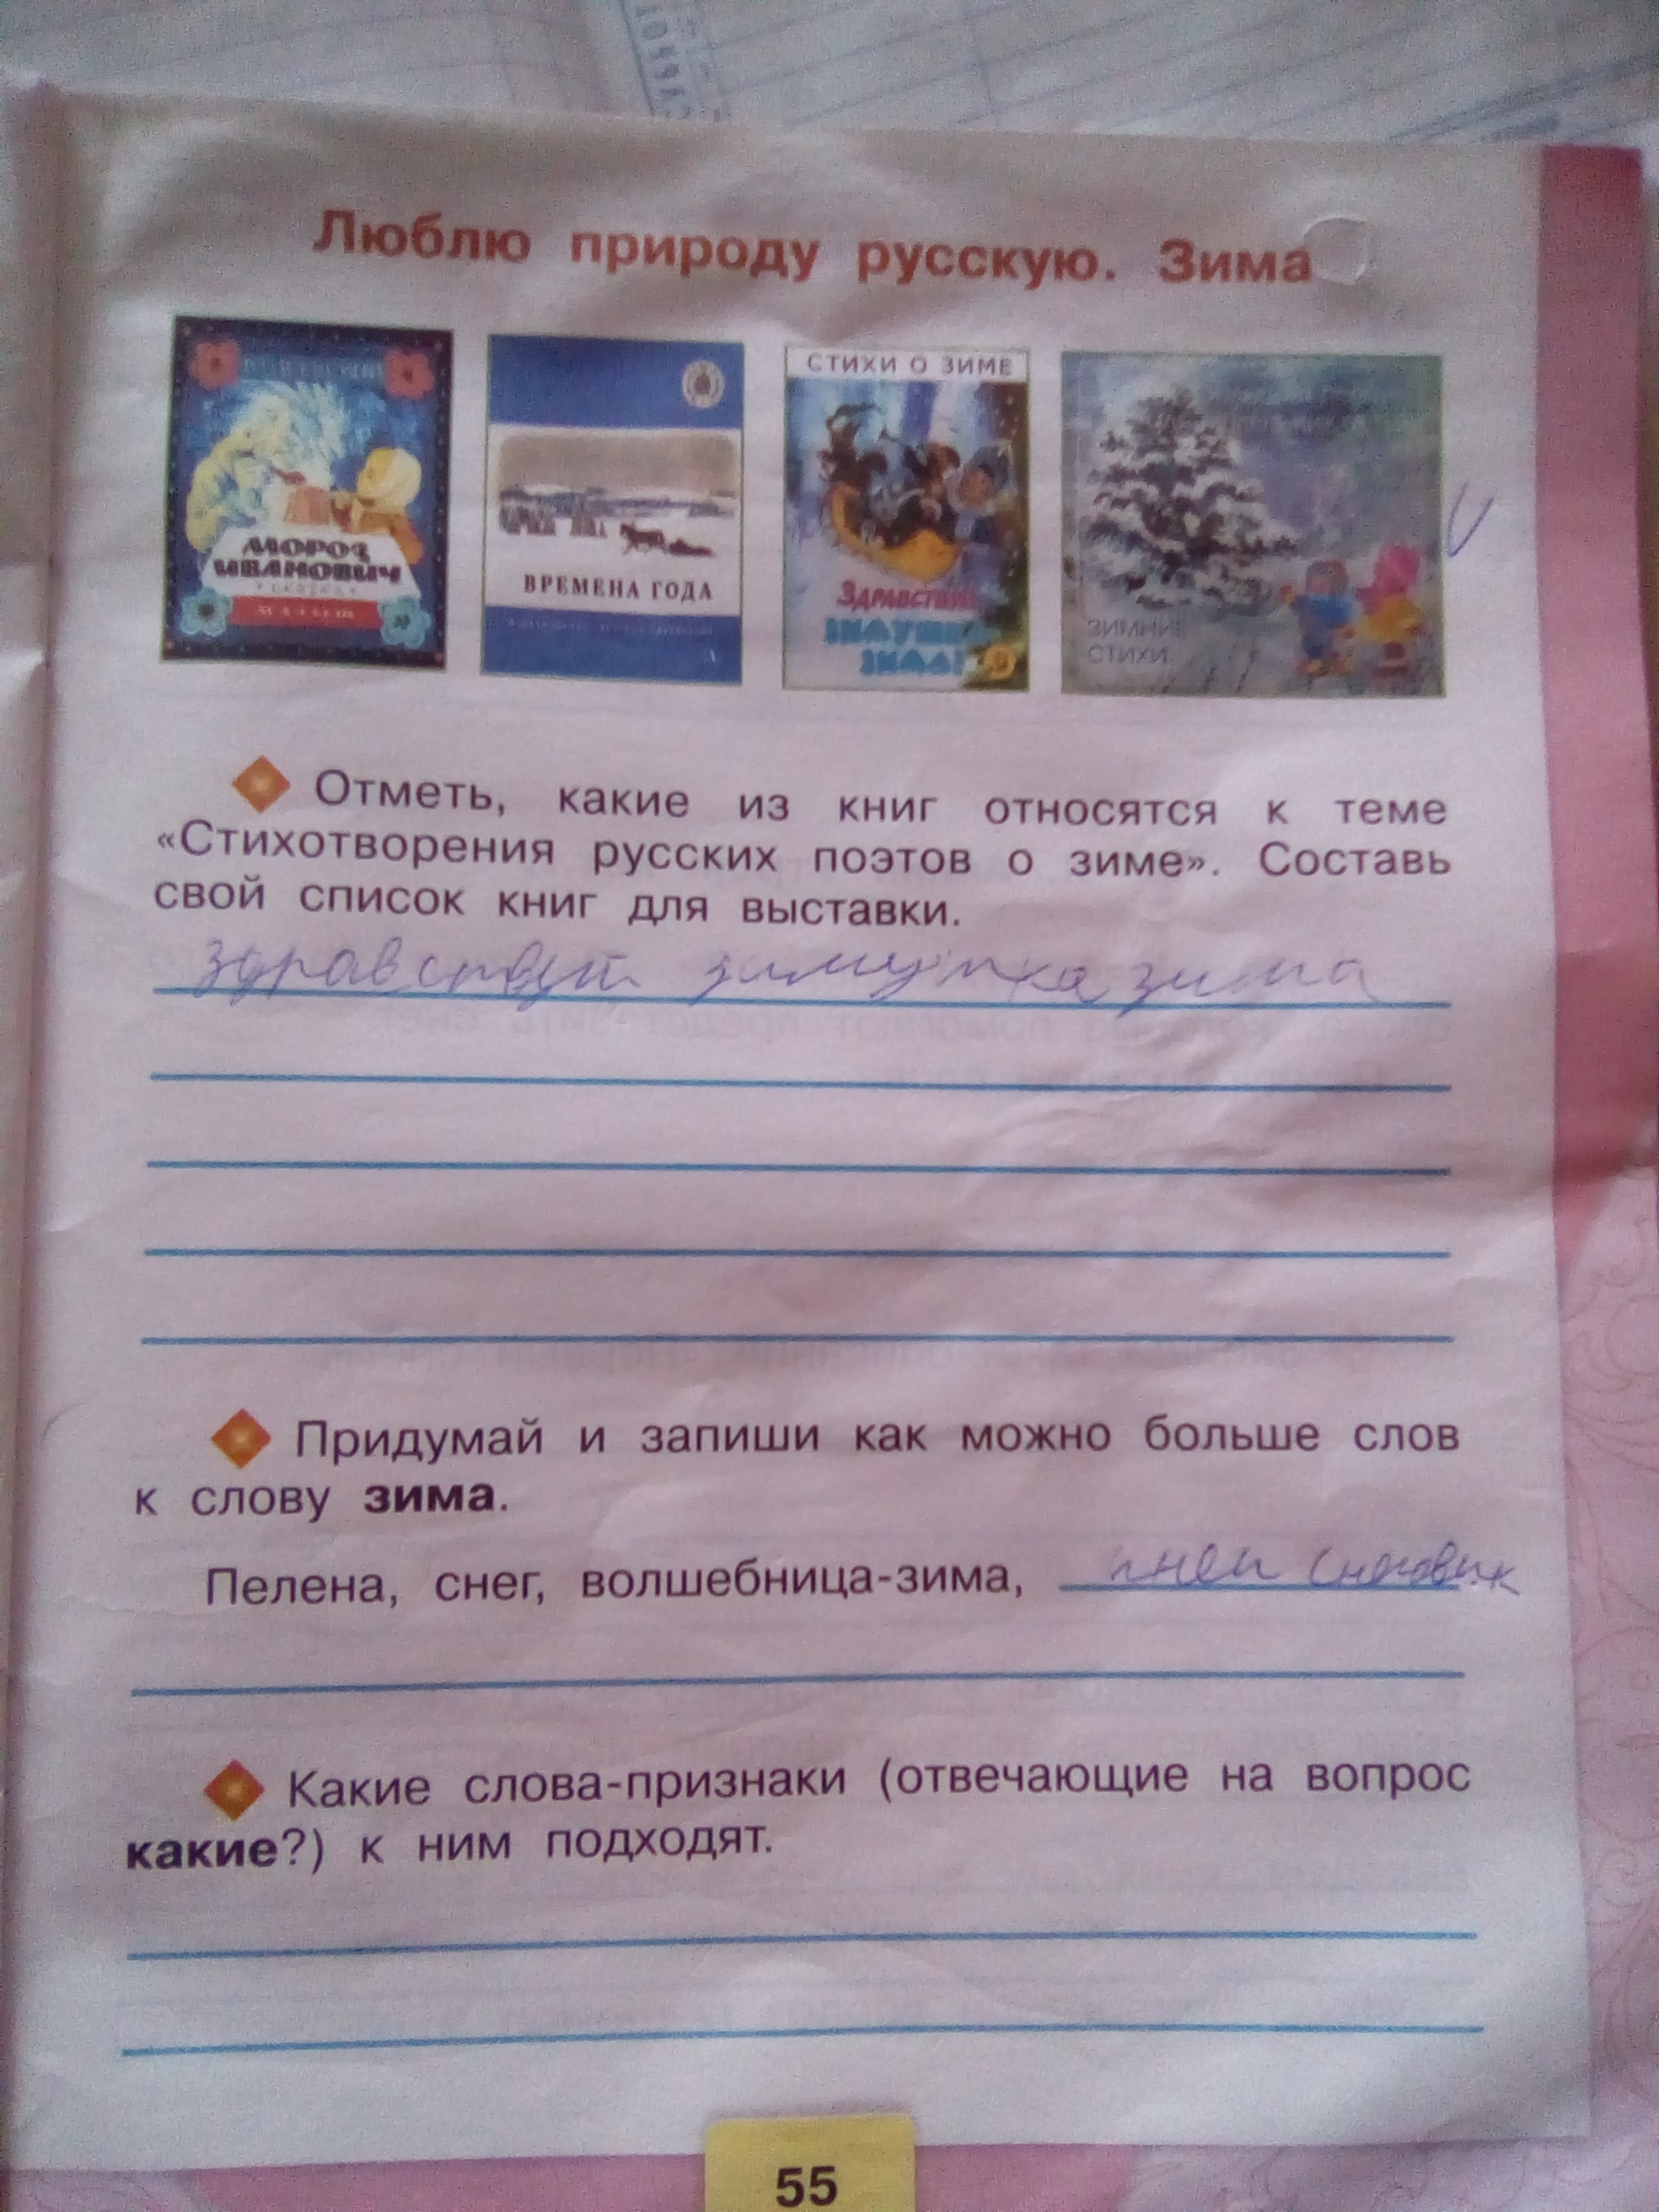 Люблю природу русскую. Зима
МОРОЗ
ИВАНОВИЧ
ВРЕМЕНА ГОДА
СТИХИ О ЗИМЕ
ЗДРАВСТВУЙ,
ЗИМУШКА-
ЗИМА!
ЗИМНИЕ
СТИХИ
Отметь, какие из книг относятся к теме
«Стихотворения русских поэтов о зиме». Составь
свой список книг для выставки.
здравствуй зимушка зима
Придумай и запиши как можно больше слов
к слову зима.
Пелена, снег, волшебница-зима, иней снеговик
Какие слова-признаки (отвечающие на вопрос
какие?) к ним подходят.
55